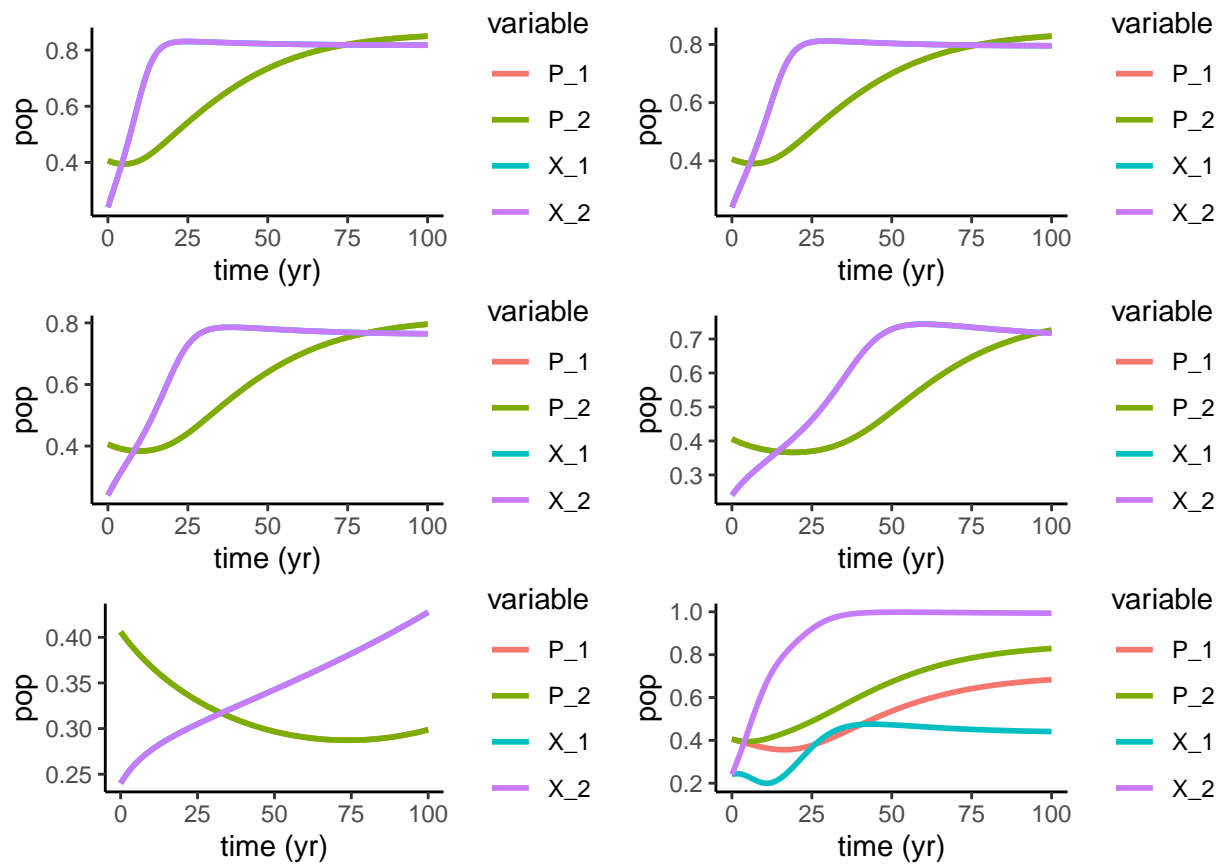 variable
0.8
0.6
0.4
pop
P_1
P_2
X_1
X_2
0 25 50 75 100
time (yr)
variable
0.8
0.6
0.4
pop
P_1
P_2
X_1
X_2
0 25 50 75 100
time (yr)
variable
0.8
0.6
0.4
pop
P_1
P_2
X_1
X_2
0 25 50 75 100
time (yr)
variable
0.7
0.6
0.5
0.4
0.3
pop
P_1
P_2
X_1
X_2
0 25 50 75 100
time (yr)
variable
0.40
0.35
0.30
0.25
pop
P_1
P_2
X_1
X_2
0 25 50 75 100
time (yr)
variable
1.0
0.8
0.6
0.4
0.2
pop
P_1
P_2
X_1
X_2
0 25 50 75 100
time (yr)